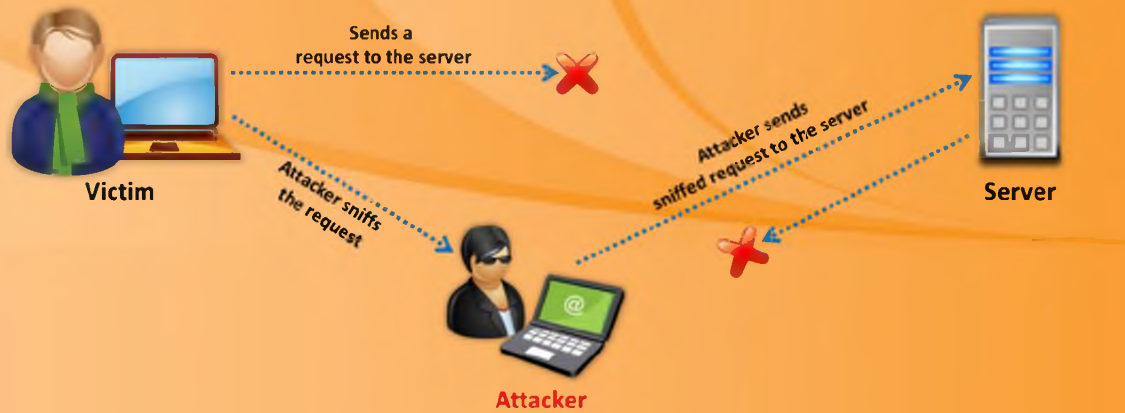 Sends a
request to the server
Victim
Attacker sniffs
the request
Attacker sends
sniffed request to the server
Server
@
Attacker